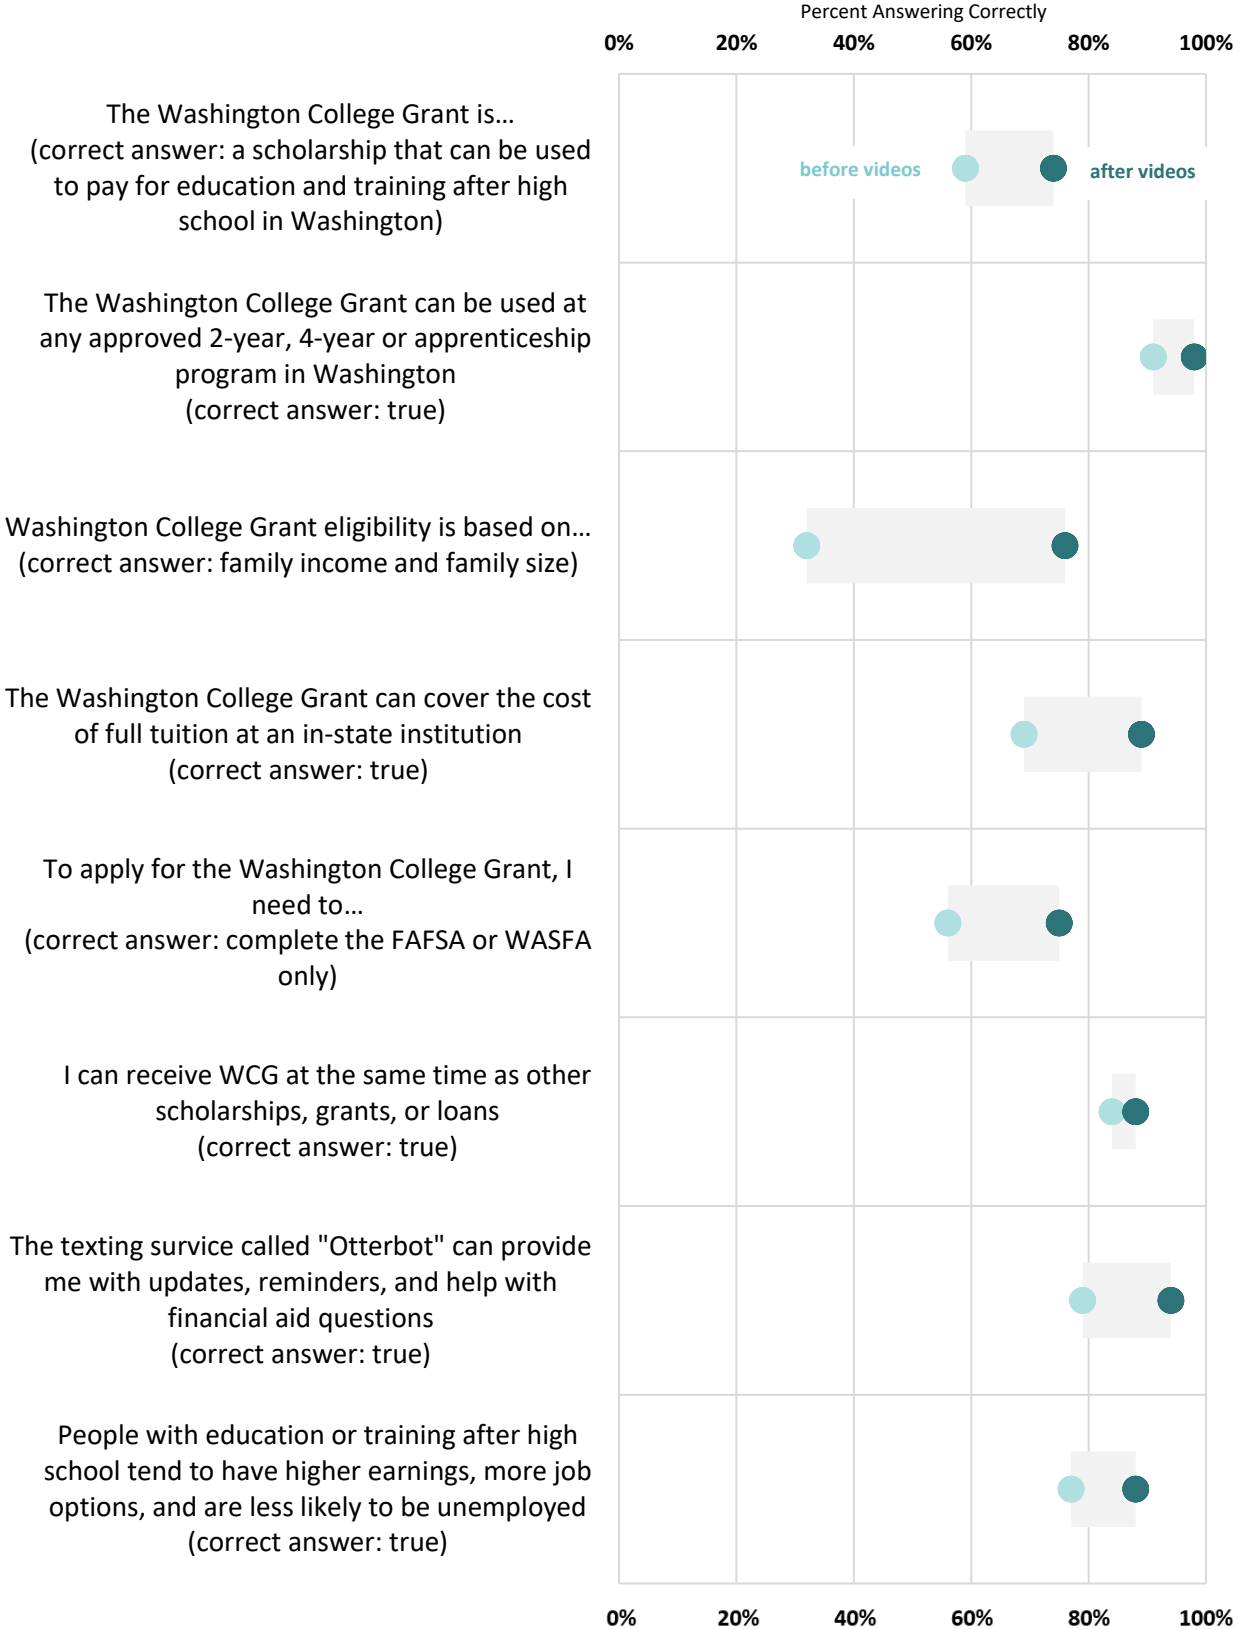 Percent Answering Correctly
0% 20% 40% 60% 80% 100%
The Washington College Grant is…
(correct answer: a scholarship that can be used
to pay for education and training after high
school in Washington)
before videos
after videos
The Washington College Grant can be used at
any approved 2-year, 4-year or apprenticeship
program in Washington
(correct answer: true)
Washington College Grant eligibility is based on…
(correct answer: family income and family size)
The Washington College Grant can cover the cost
of full tuition at an in-state institution
(correct answer: true)
To apply for the Washington College Grant, I
need to…
(correct answer: complete the FAFSA or WASFA
only)
I can receive WCG at the same time as other
scholarships, grants, or loans
(correct answer: true)
The texting survice called "Otterbot" can provide
me with updates, reminders, and help with
financial aid questions
(correct answer: true)
People with education or training after high
school tend to have higher earnings, more job
options, and are less likely to be unemployed
(correct answer: true)
0% 20% 40% 60% 80% 100%